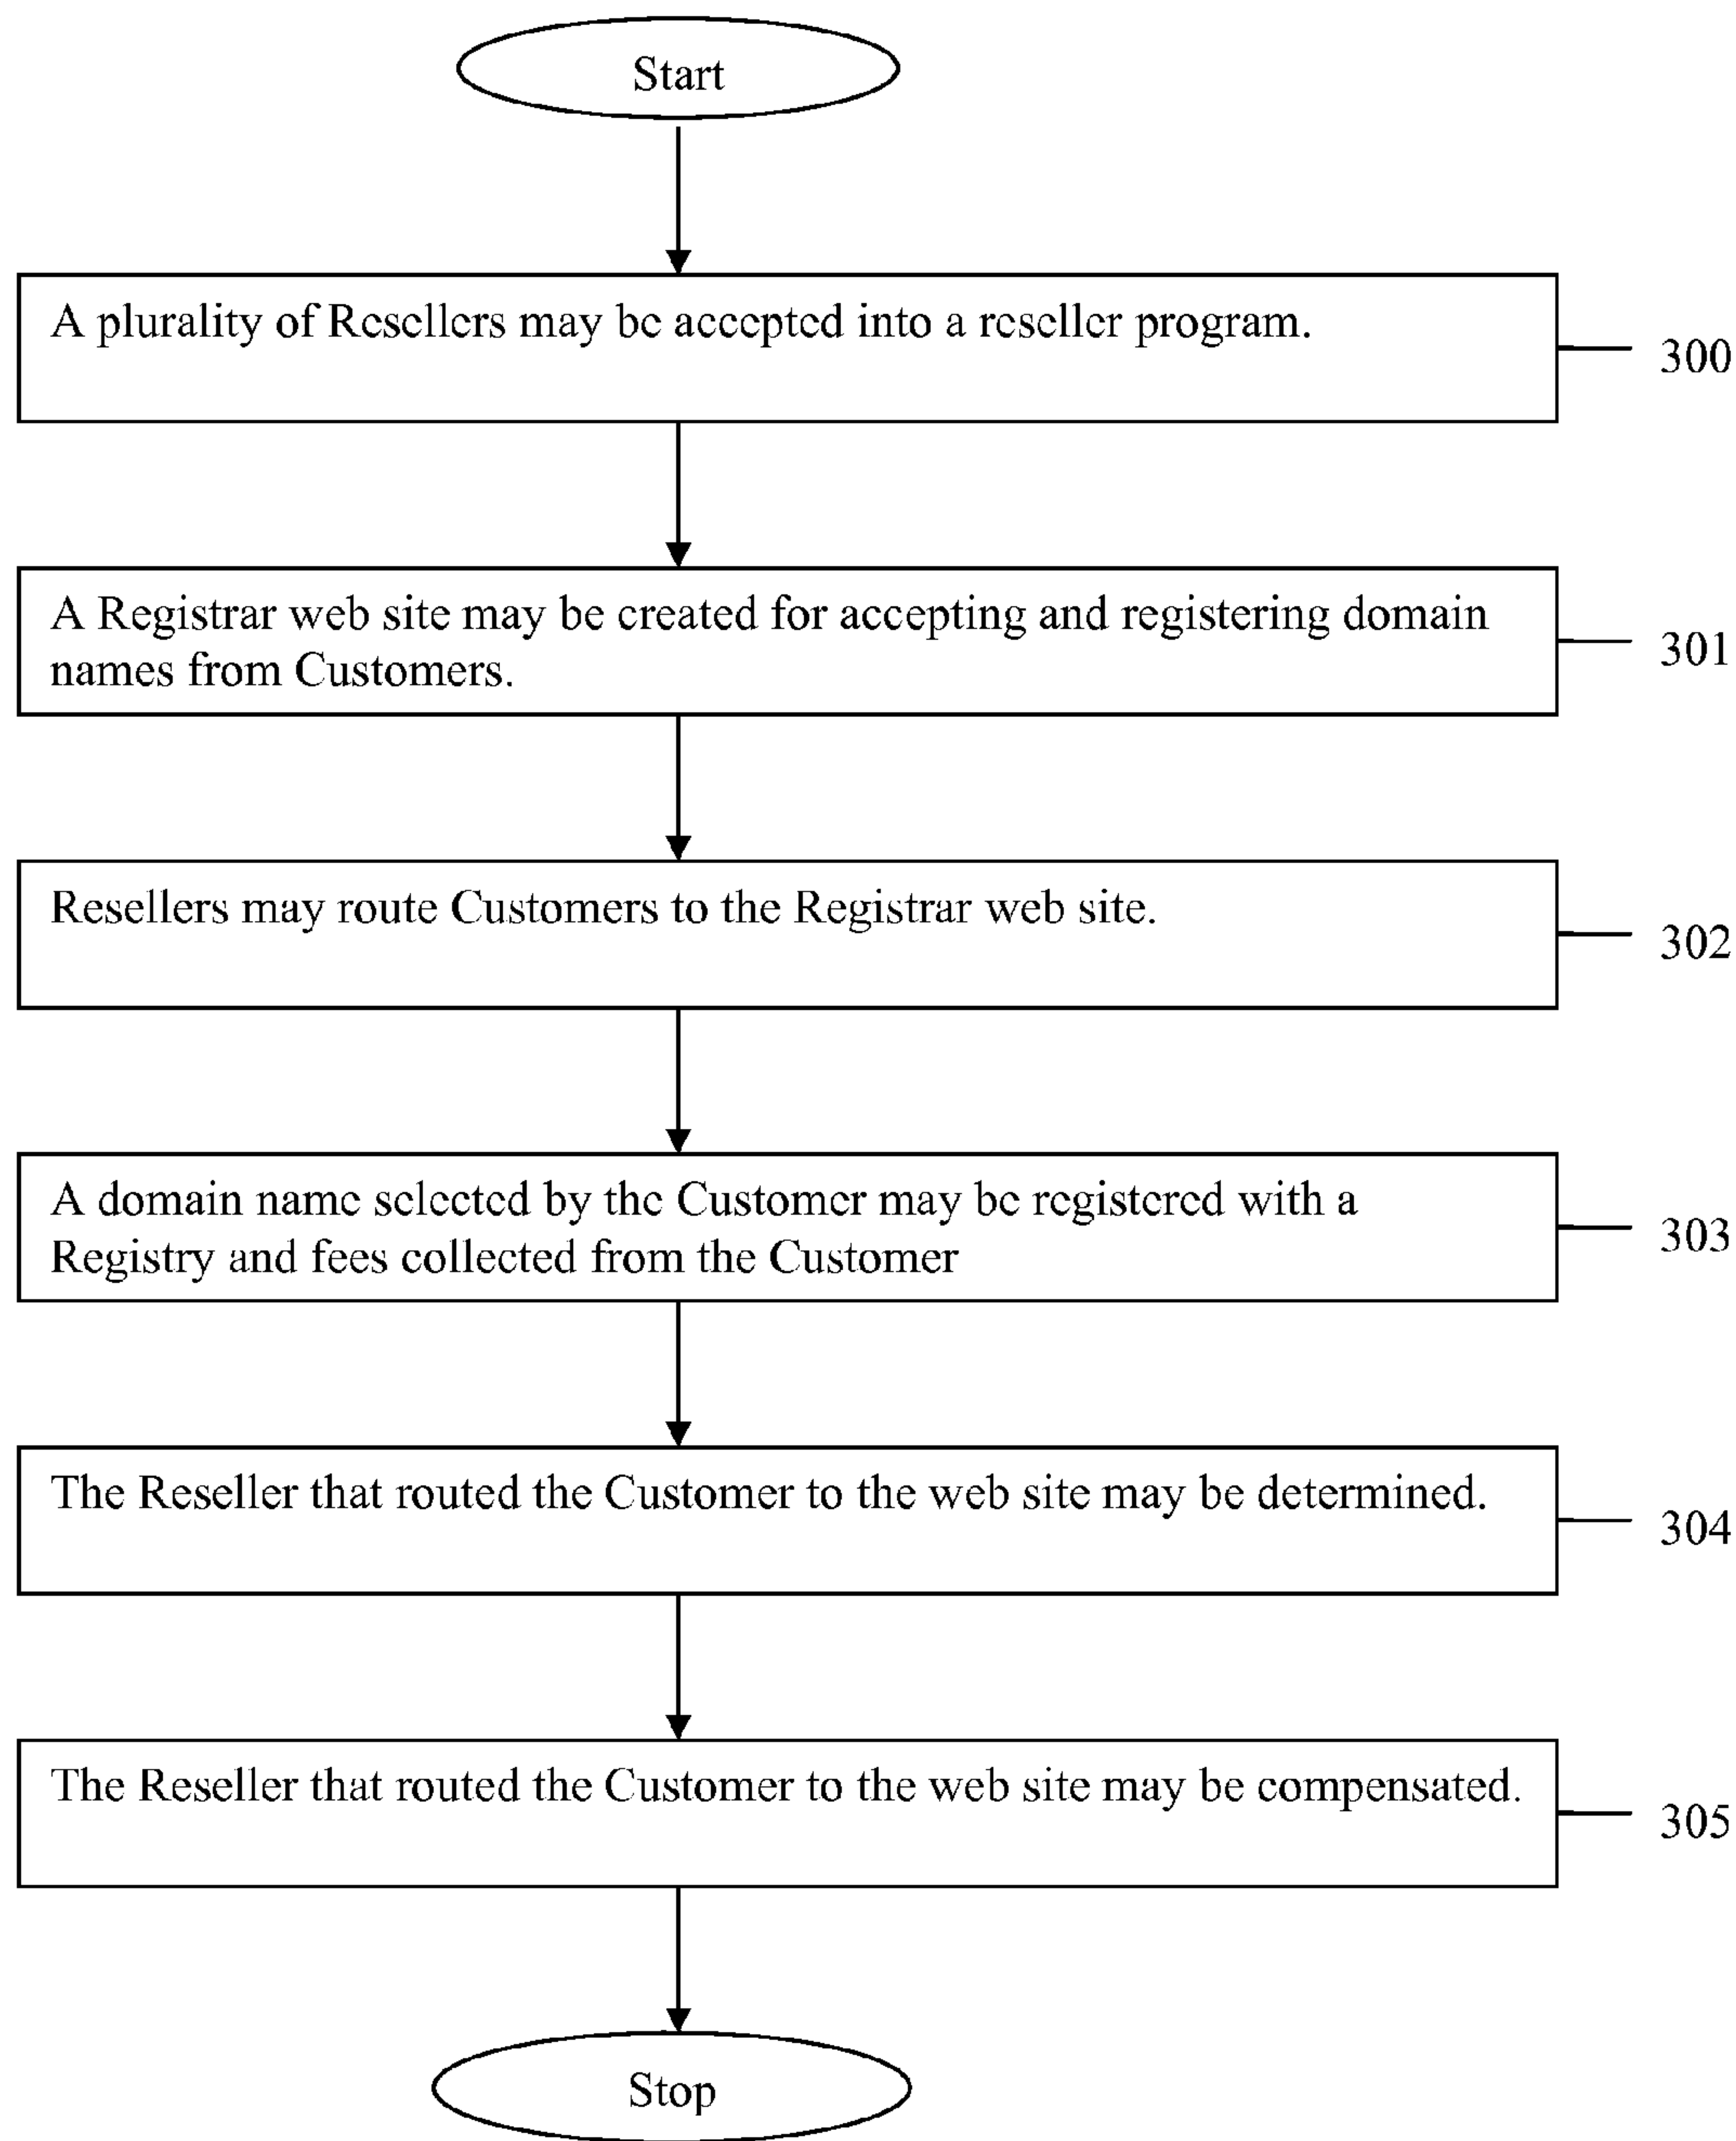 Start
A plurality of Resellers may be accepted into a reseller program.
300
A Registrar web site may be created for accepting and registering domain
names from Customers.
301
Resellers may route Customers to the Registrar web site.
302
A domain name selected by the Customer may be registered with a
Registry and fees collected from the Customer
303
The Reseller that routed the Customer to the web site may be determined.
304
The Reseller that routed the Customer to the web site may be compensated.
305
Stop